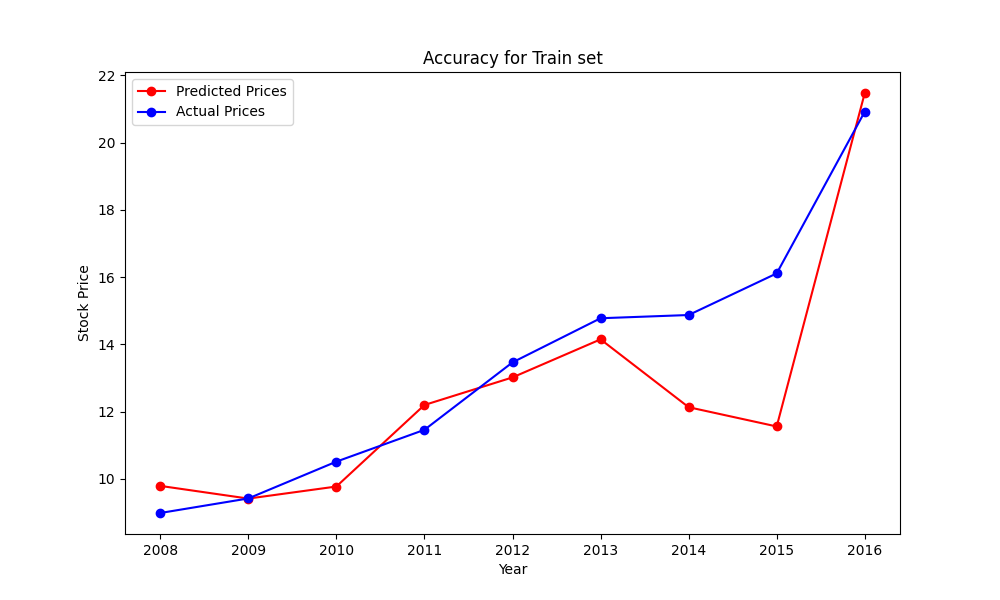 Accuracy for Train set
Predicted Prices
Actual Prices
Stock Price
22
20
18
16
14
12
10
2008 2009 2010 2011 2012 2013 2014 2015 2016
Year